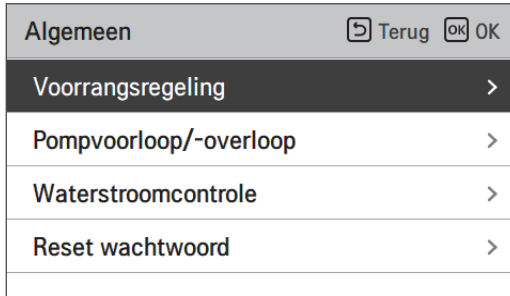 Algemeen Terug OK OK
Voorrangsregeling >
Pompvoorloop/-overloop >
Waterstroomcontrole >
Reset wachtwoord >